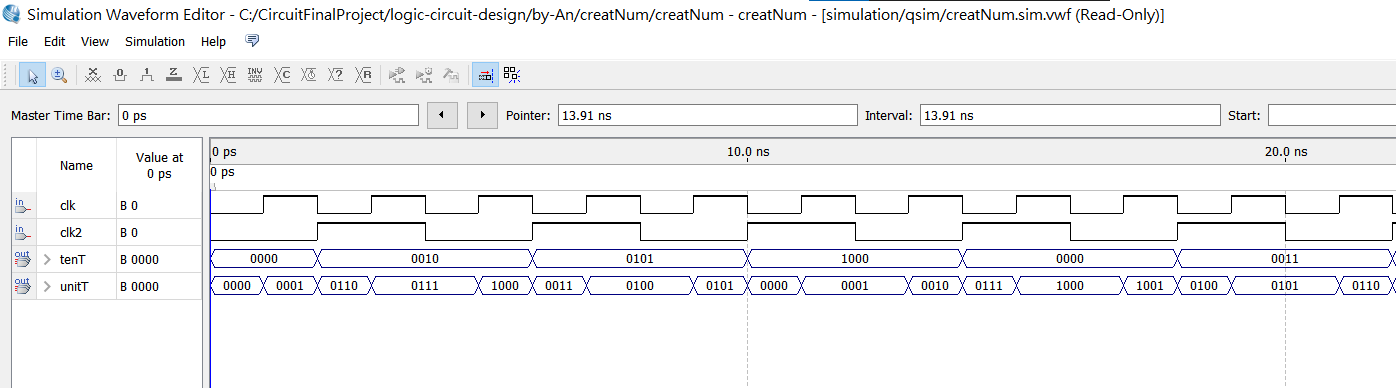 Simulation Waveform Editor - C:/CircuitFinalProject/logic-circuit-design/by-An/creatNum/creatNum - creatNum - [simulation/qsim/creatNum.sim.vwf (Read-Only)]
File Edit View Simulation Help
Master Time Bar: 0 ps Pointer: 13.91 ns Interval: 13.91 ns Start:
Name Value at 0 ps 0 ps 10.0 ns 20.0 ns
0 ps
in clk B 0
in clk2 B 0
out tenT B 0000 0000 0010 0101 1000 0000 0011
out unitT B 0000 0000 0001 0110 0111 1000 0011 0100 0101 0000 0001 0010 0111 1000 1001 0100 0101 0110